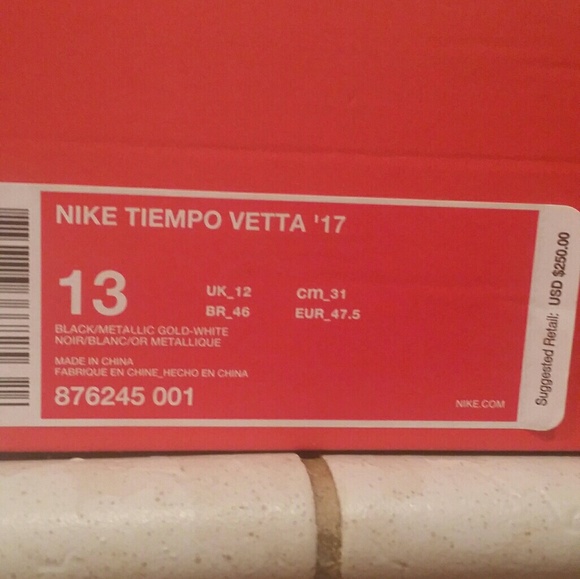 NIKE TIEMPO VETTA '17
13
UK_12
cm_31
BR_46
EUR_47.5
BLACK/METALLIC GOLD-WHITE
NOIR/BLANC/OR METALLIQUE
MADE IN CHINA
FABRIQUE EN CHINE_HECHO EN CHINA
876245 001
NIKE.COM
Suggested Retail: USD $250.00